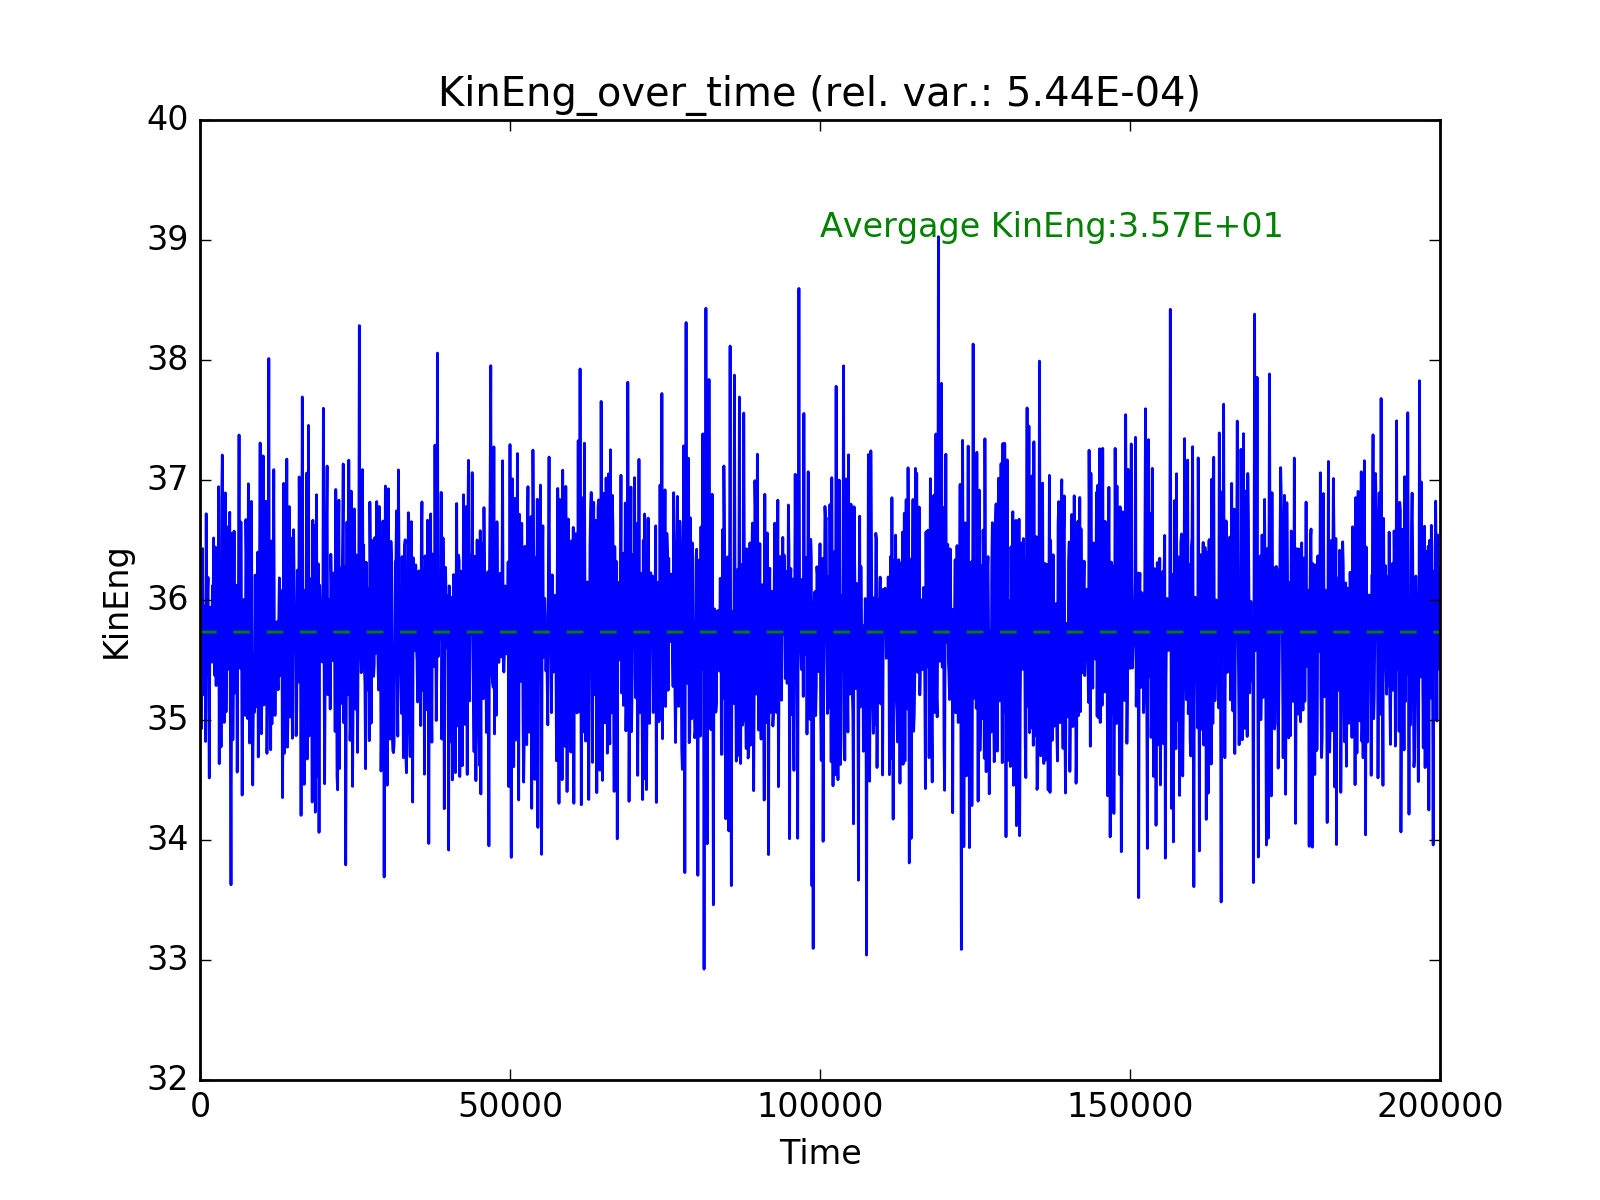 KinEng_over_time (rel. var.: 5.44E-04)
40
39
38
37
36
35
34
33
32
KinEng
Avergage KinEng:3.57E+01
0 50000 100000 150000 200000
Time